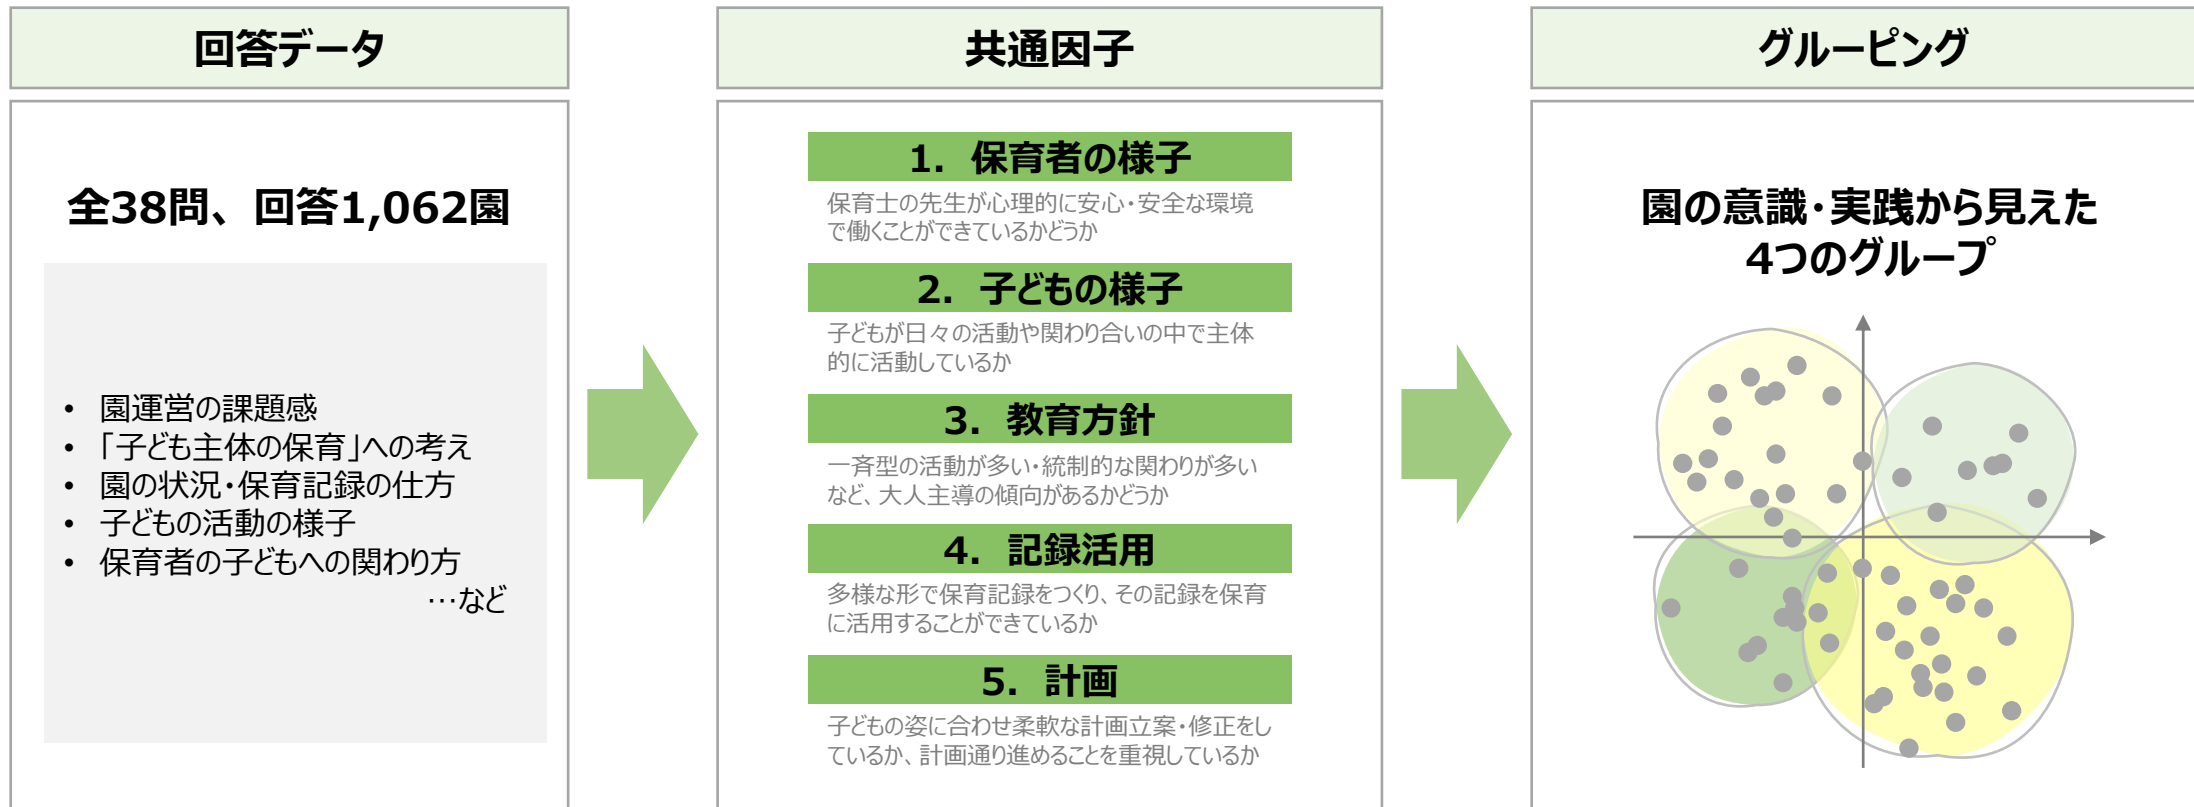 回答データ
全38問、回答1,062園
• 園運営の課題感
• 「子ども主体の保育」への考え
• 園の状況・保育記録の仕方
• 子どもの活動の様子
• 保育者の子どもへの関わり方
…など
共通因子
1. 保育者の様子
保育士の先生が心理的に安心・安全な環境
で働くことができているかどうか
2. 子どもの様子
子どもが日々の活動や関わり合いの中で主体
的に活動しているか
3. 教育方針
一斉型の活動が多い・統制的な関わりが多い
など、大人主導の傾向があるかどうか
4. 記録活用
多様な形で保育記録をつくり、その記録を保育
に活用することができているか
5. 計画
子どもの姿に合わせ柔軟な計画立案・修正をし
ているか、計画通り進めることを重視しているか
グルーピング
園の意識・実践から見えた
4つのグループ